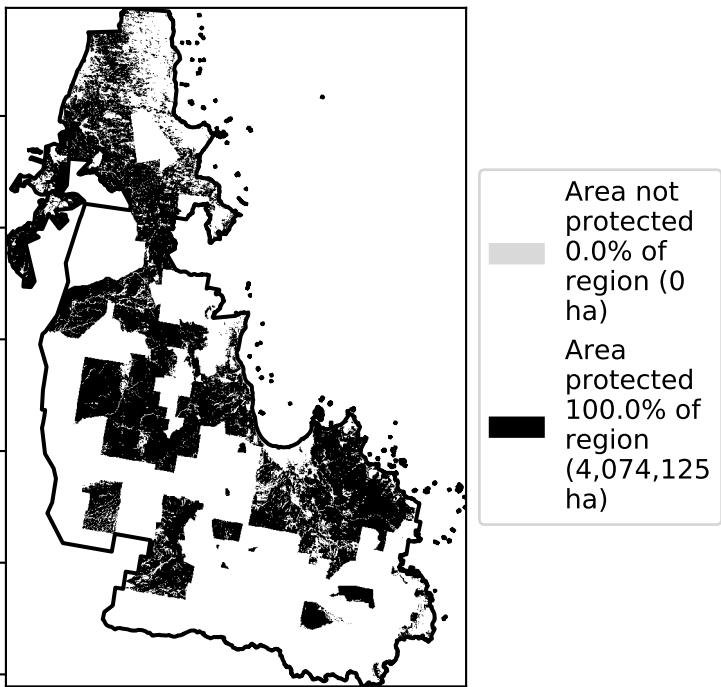 Area not
protected
0.0% of
region (0
ha)
Area
protected
100.0% of
region
(4,074,125
ha)